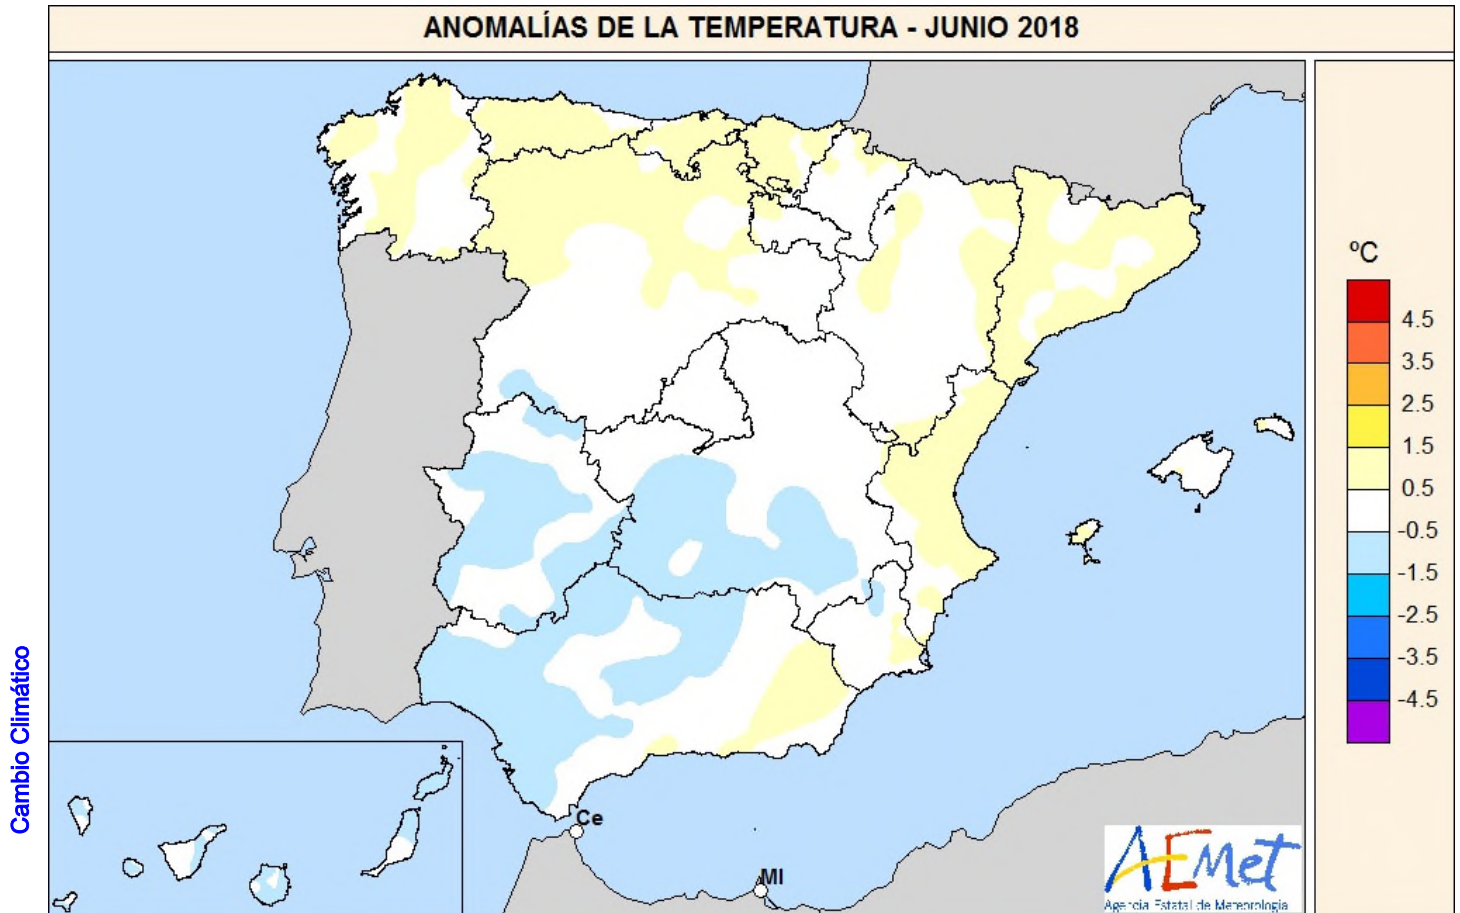 ANOMALÍAS DE LA TEMPERATURA - JUNIO 2018
ºC
4.5
3.5
2.5
1.5
0.5
-0.5
-1.5
-2.5
-3.5
-4.5
Cambio Climático
Ce
Ml
AEMet
Agencia Estatal de Meteorología